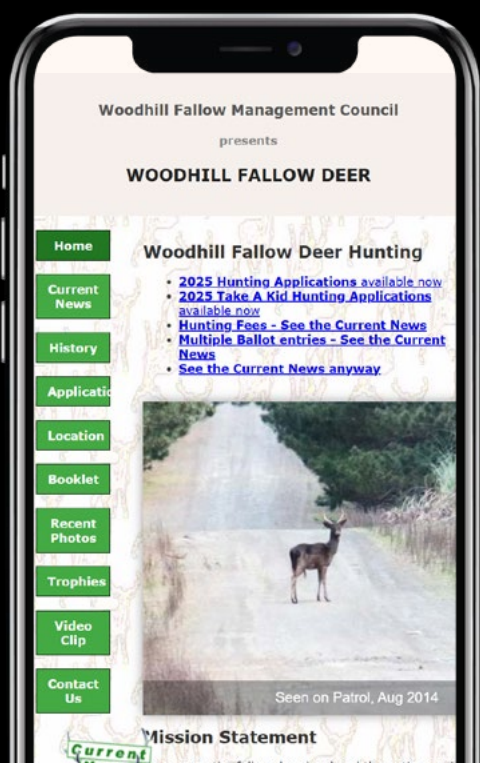 Woodhill Fallow Management Council
presents
WOODHILL FALLOW DEER
Home
Current
News
History
Applicatio
Location
Booklet
Recent
Photos
Trophies
Video
Clip
Contact
Us
Current
Woodhill Fallow Deer Hunting
2025 Hunting Applications available now
2025 Take A Kid Hunting Applications
available now
Hunting Fees - See the Current News
Multiple Ballot entries - See the Current
News
See the Current News anyway
Seen on Patrol, Aug 2014
Mission Statement